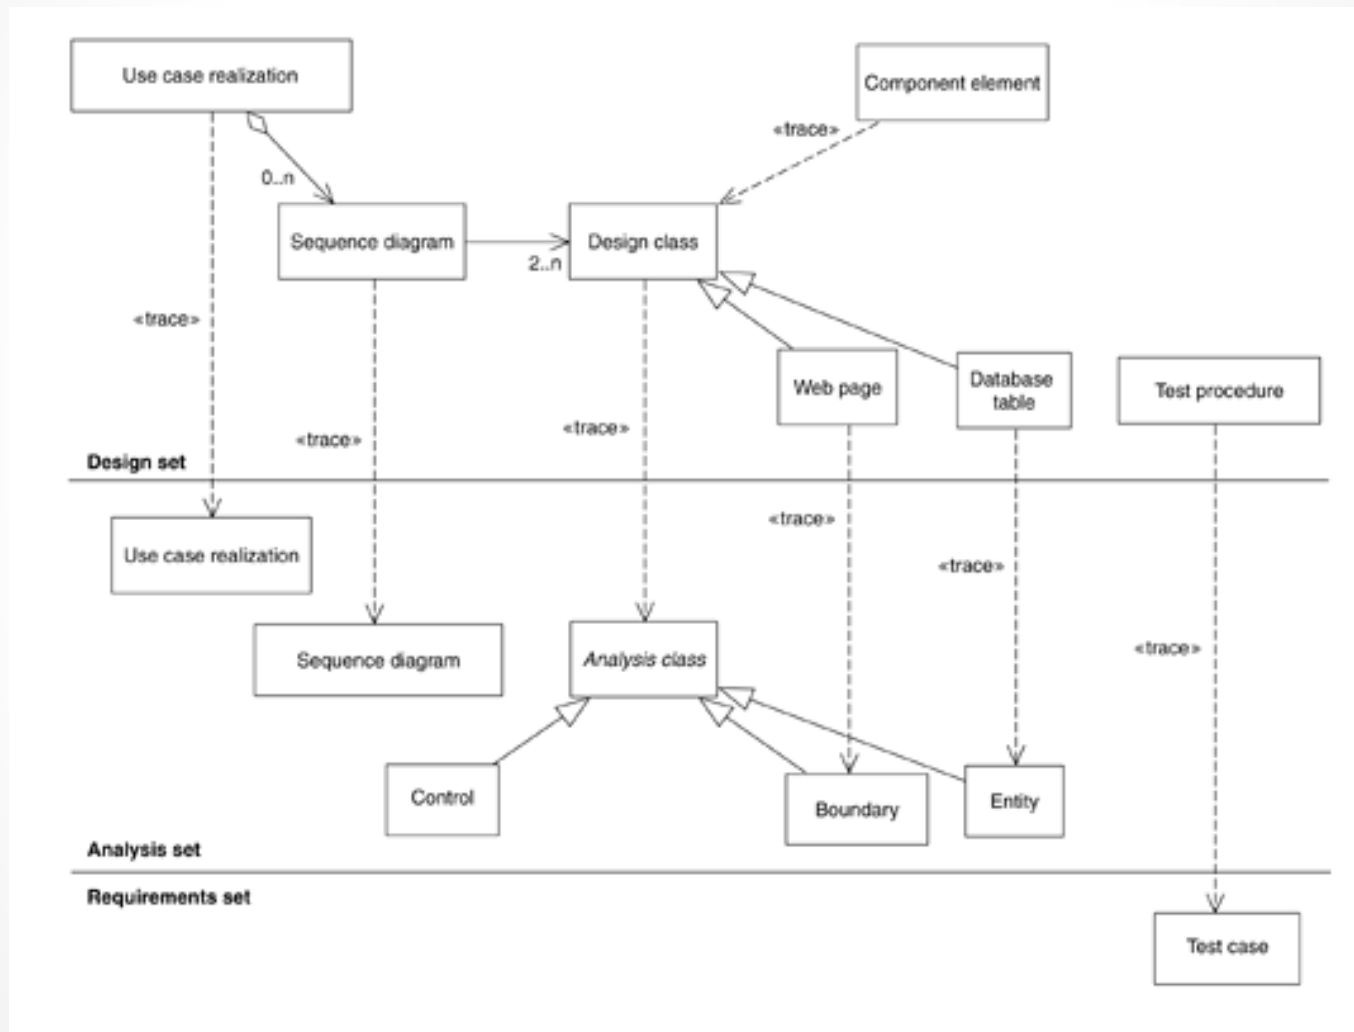 Use case realization
Component element
«trace»
0..n
Sequence diagram
Design class
2..n
«trace»
Web page
Database
table
Test procedure
«trace»
«trace»
Design set
«trace»
Use case realization
«trace»
«trace»
Sequence diagram
Analysis class
Control
Boundary
Entity
Analysis set
Requirements set
Test case